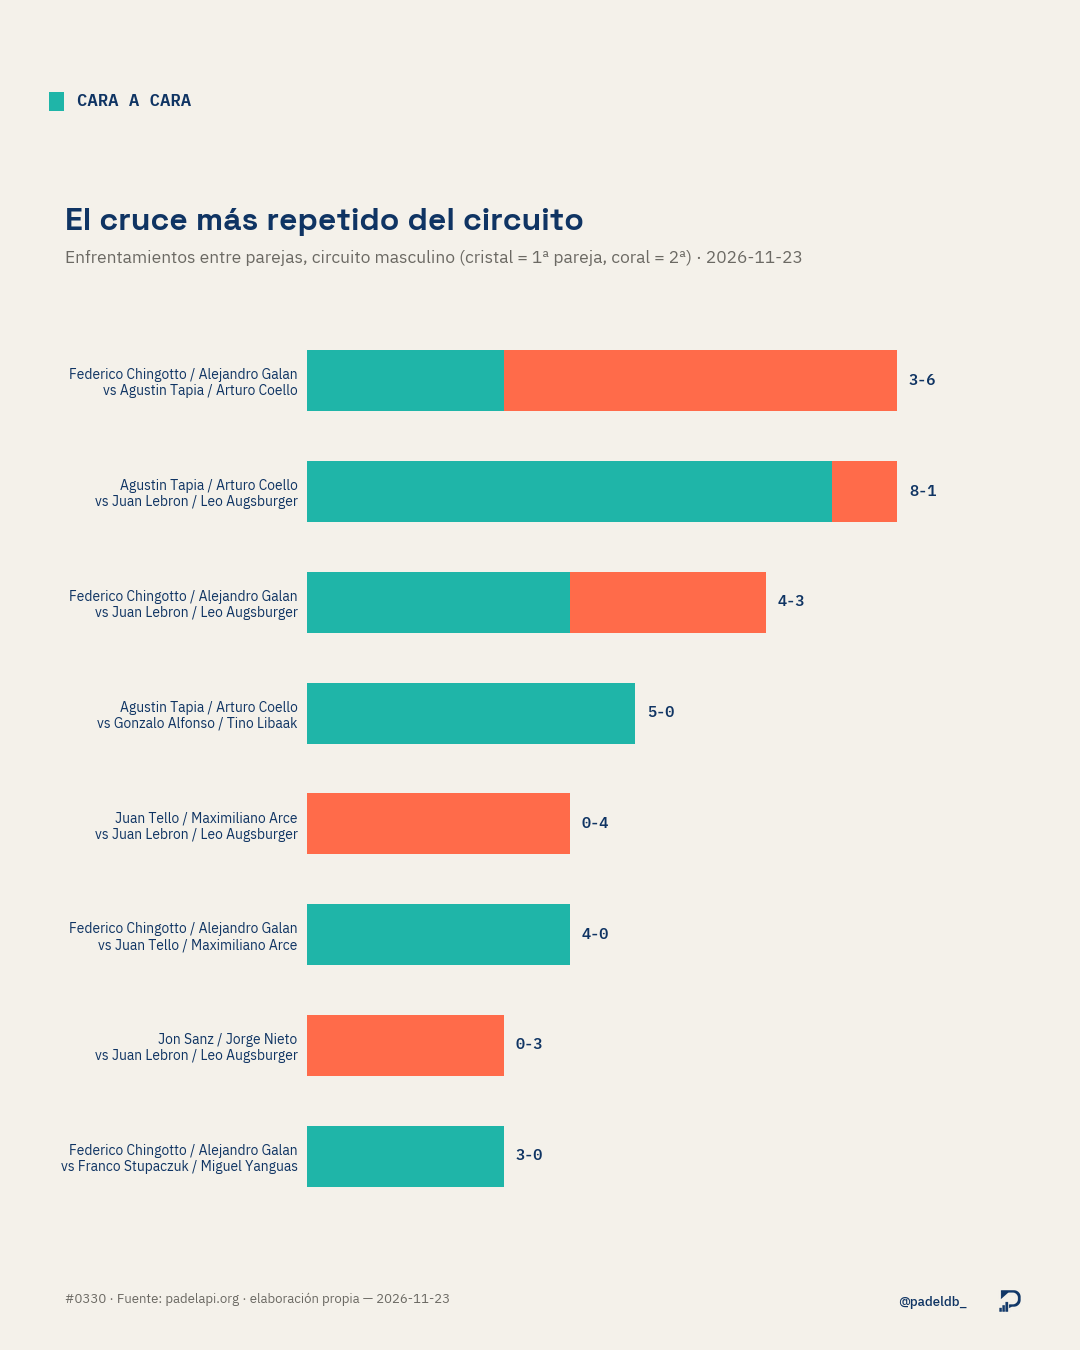 CARA A CARA
El cruce más repetido del circuito
Enfrentamientos entre parejas, circuito masculino (cristal = 1ª pareja, coral = 2ª) · 2026-11-23
Federico Chingotto / Alejandro Galan
vs Agustin Tapia / Arturo Coello
3-6
Agustin Tapia / Arturo Coello
vs Juan Lebron / Leo Augsburger
8-1
Federico Chingotto / Alejandro Galan
vs Juan Lebron / Leo Augsburger
4-3
Agustin Tapia / Arturo Coello
vs Gonzalo Alfonso / Tino Libaak
5-0
Juan Tello / Maximiliano Arce
vs Juan Lebron / Leo Augsburger
0-4
Federico Chingotto / Alejandro Galan
vs Juan Tello / Maximiliano Arce
4-0
Jon Sanz / Jorge Nieto
vs Juan Lebron / Leo Augsburger
0-3
Federico Chingotto / Alejandro Galan
vs Franco Stupaczuk / Miguel Yanguas
3-0
#0330 · Fuente: padelapi.org · elaboración propia — 2026-11-23
@padeldb_